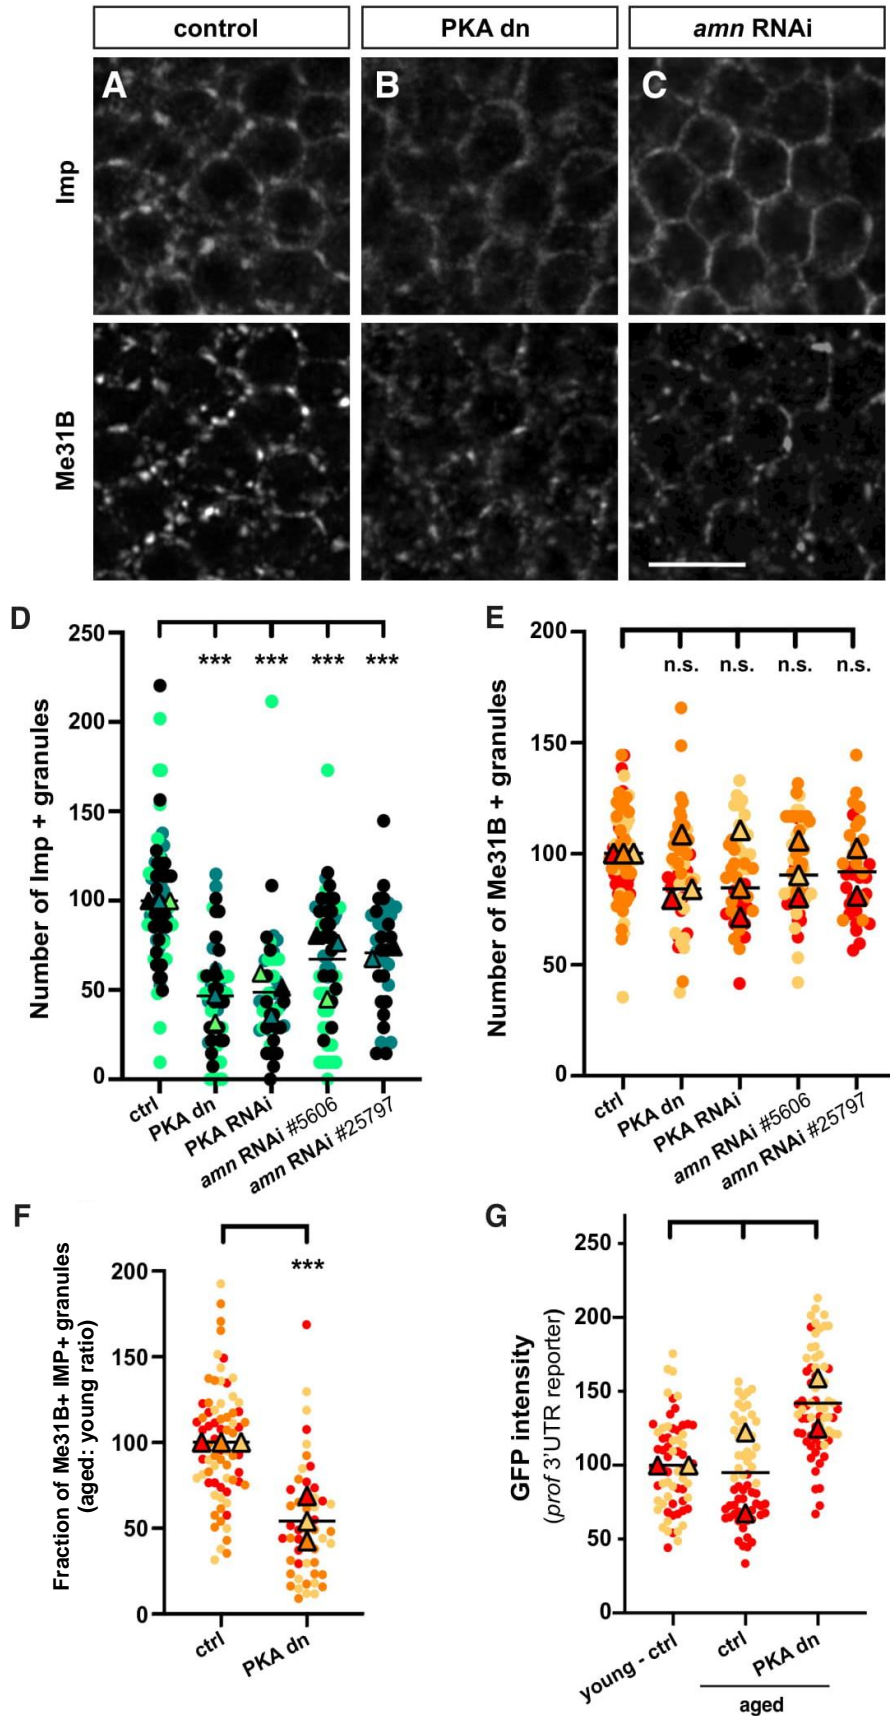 control PKA dn amn RNAi
A B C
Imp
Me31B
D E
Number of Imp + granules
250
200
150
100
50
0
*** *** *** ***
ctrl
PKA dn
PKA RNAi
amn RNAi #5606
amn RNAi #25797
Number of Me31B + granules
200
150
100
50
0
n.s. n.s. n.s. n.s.
ctrl
PKA dn
PKA RNAi
amn RNAi #5606
amn RNAi #25797
F G
Fraction of Me31B+ IMP+ granules
(aged: young ratio)
200
150
100
50
0
***
ctrl
PKA dn
GFP intensity
(prof 3'UTR reporter)
250
200
150
100
50
0
young - ctrl
ctrl
PKA dn
aged